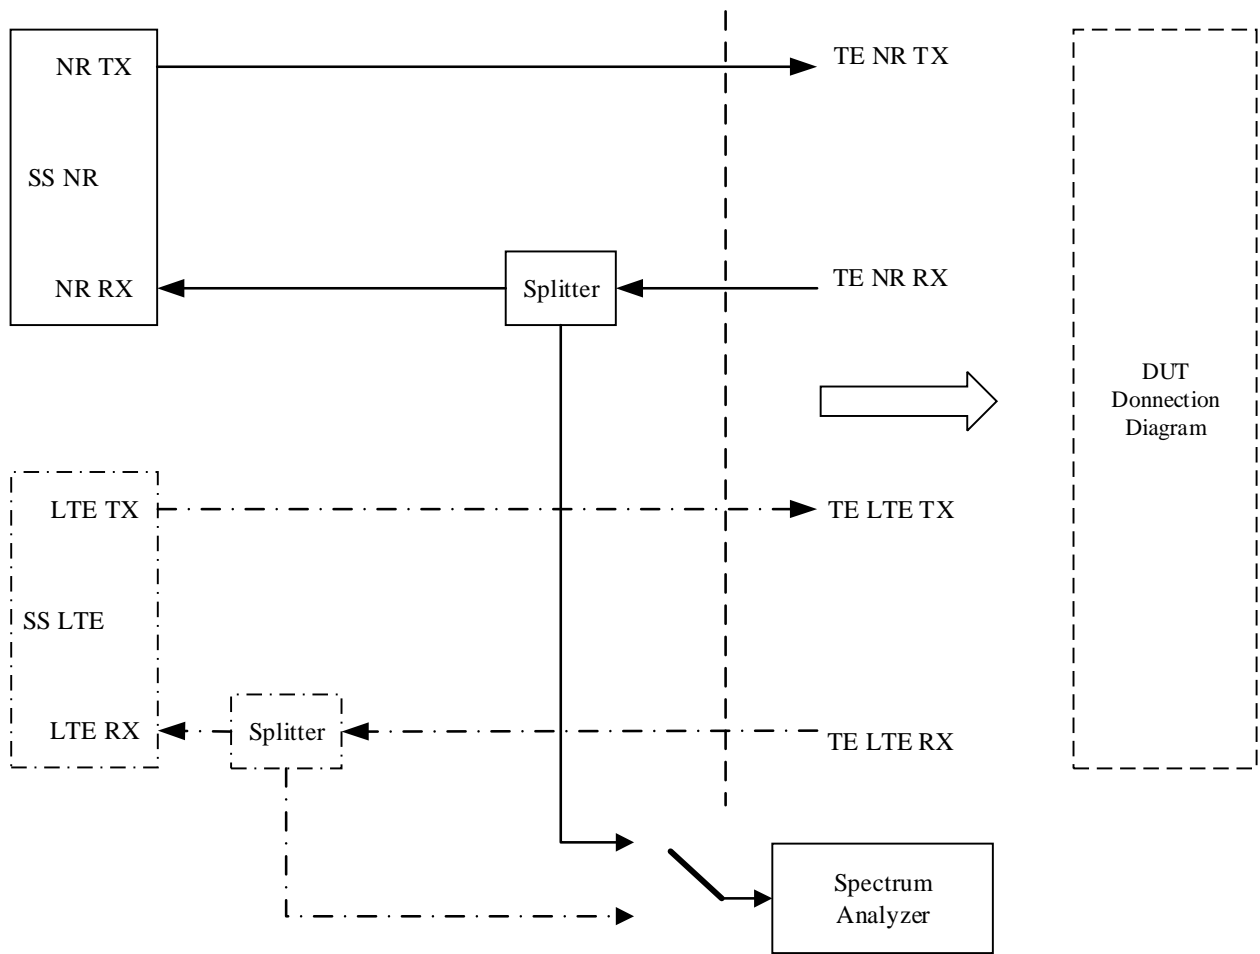 NR TX
TE NR TX
SS NR
NR RX
Splitter
TE NR RX
DUT
Donnection
Diagram
LTE TX
TE LTE TX
SS LTE
LTE RX
Splitter
TE LTE RX
Spectrum
Analyzer